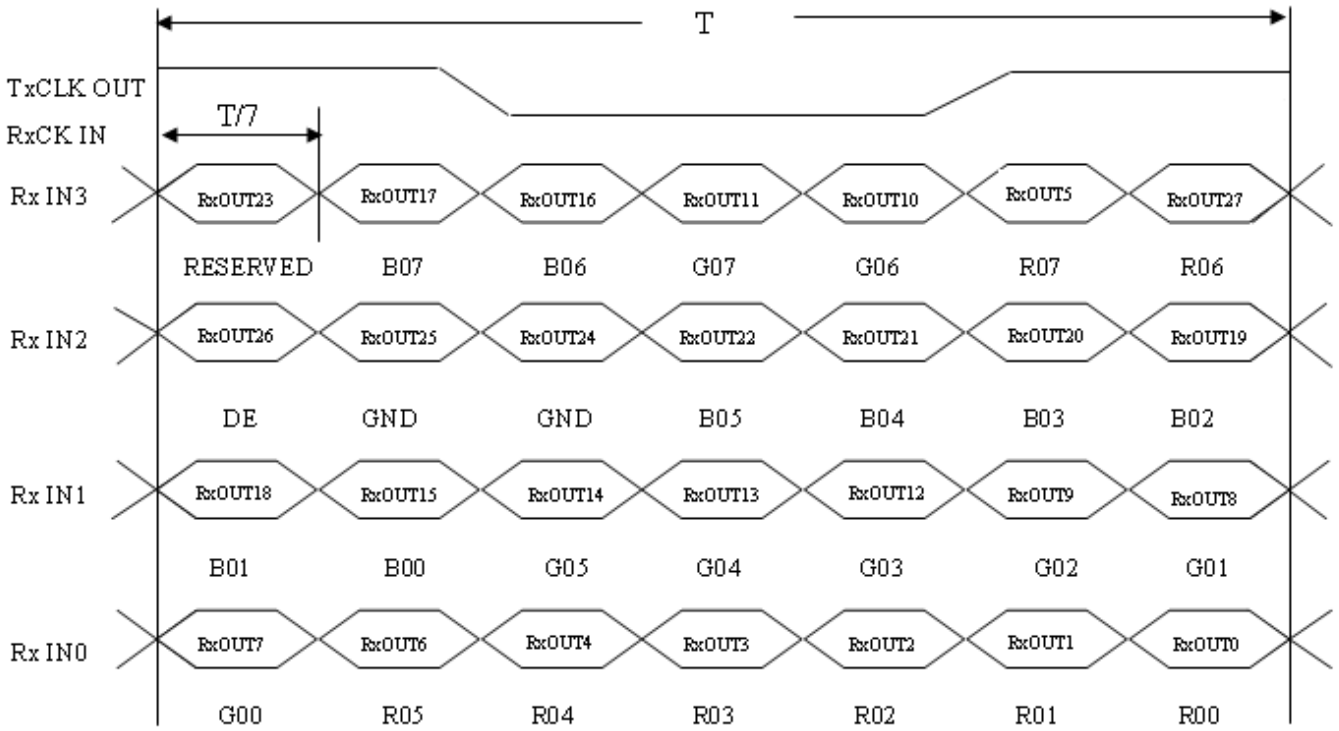 T
TxCLK OUT
T/7
RxCK IN
Rx IN3 RxOUT23 RxOUT17 RxOUT16 RxOUT11 RxOUT10 RxOUT5 RxOUT27
RESERVED B07 B06 G07 G06 R07 R06
Rx IN2 RxOUT26 RxOUT25 RxOUT24 RxOUT22 RxOUT21 RxOUT20 RxOUT19
DE GND GND B05 B04 B03 B02
Rx IN1 RxOUT18 RxOUT15 RxOUT14 RxOUT13 RxOUT12 RxOUT9 RxOUT8
B01 B00 G05 G04 G03 G02 G01
Rx IN0 RxOUT7 RxOUT6 RxOUT4 RxOUT3 RxOUT2 RxOUT1 RxOUT0
G00 R05 R04 R03 R02 R01 R00